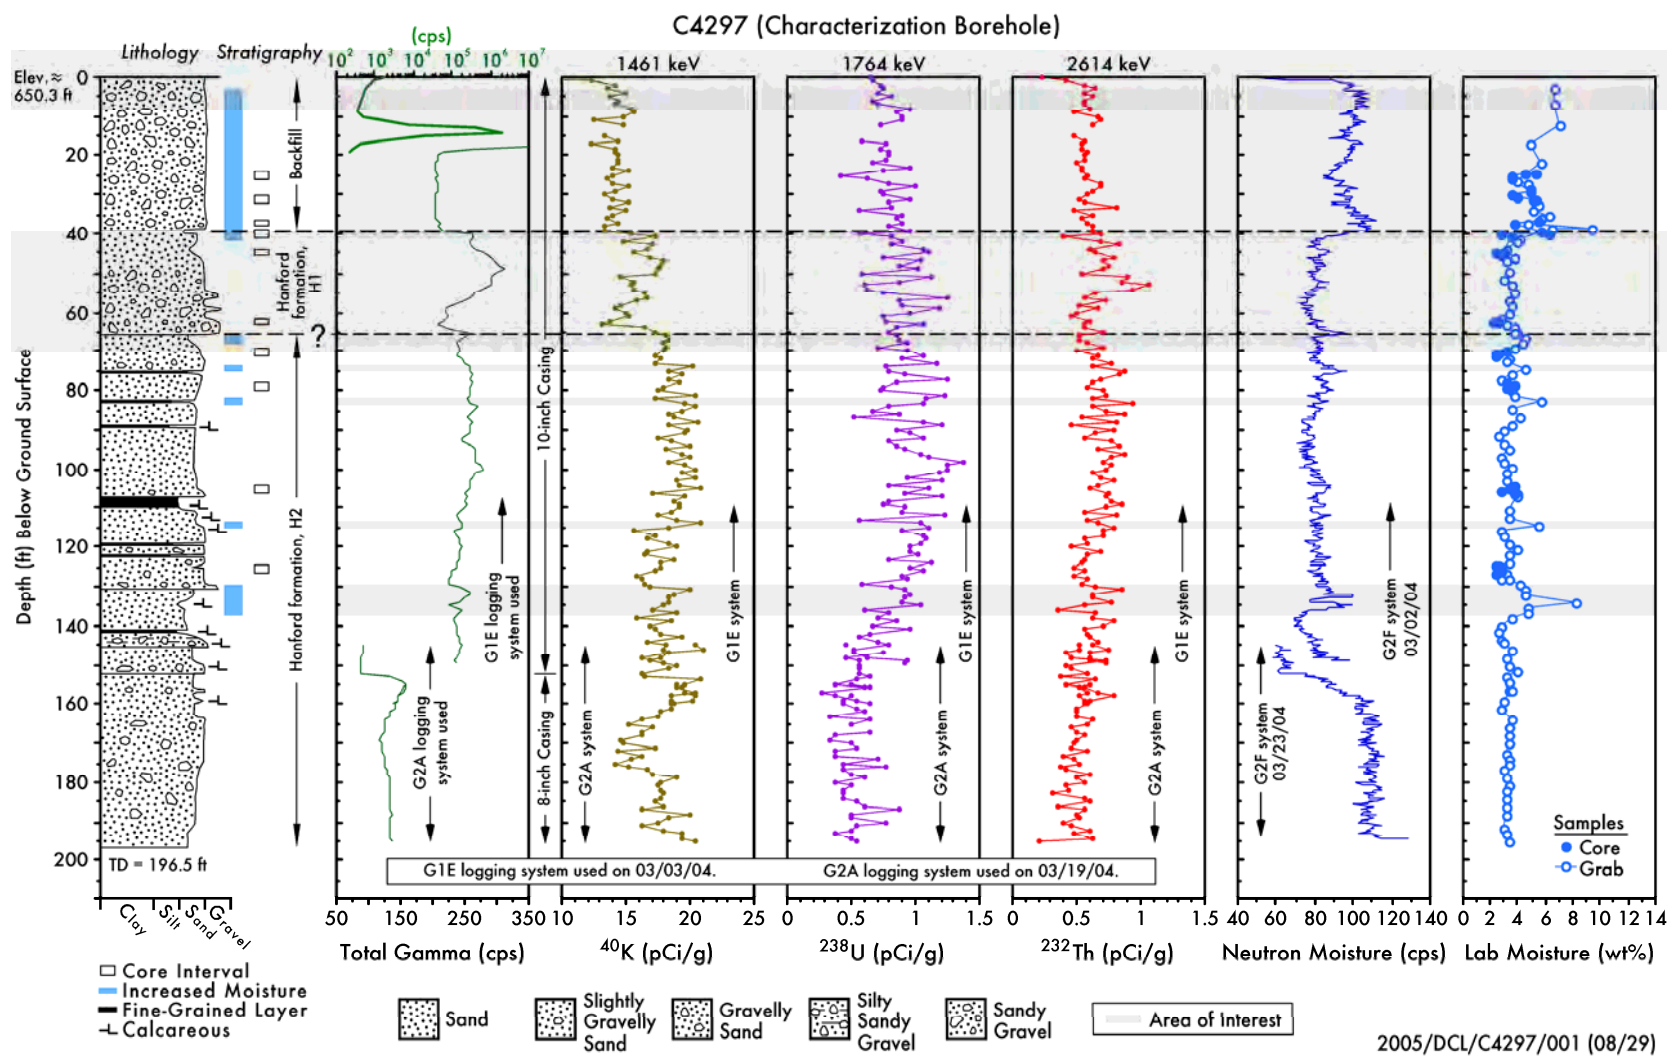 C4297 (Characterization Borehole)
Lithology Stratigraphy
(cps)
10² 10³ 10⁴ 10⁵ 10⁶ 10⁷
1461 keV 1764 keV 2614 keV
Elev. ≈
650.3 ft
0
20
40
60
80
100
120
140
160
180
200
Depth (ft) Below Ground Surface
Backfill
Hanford
formation,
H1
?
Hanford formation, H2
10-inch Casing
8-inch Casing
G1E logging
system used
G2A logging
system used
G1E system
G2A system
G1E system
G2A system
G1E system
G2A system
G2F system
03/02/04
G2F system
03/23/04
TD = 196.5 ft
G1E logging system used on 03/03/04. G2A logging system used on 03/19/04.
Samples
Core
Grab
Clay Silt Sand Gravel
50 150 250 350
10 15 20 25
0 0.5 1 1.5
0 0.5 1 1.5
40 60 80 100 120 140
0 2 4 6 8 10 12 14
Total Gamma (cps) ⁴⁰K (pCi/g) ²³⁸U (pCi/g) ²³²Th (pCi/g) Neutron Moisture (cps) Lab Moisture (wt%)
Core Interval
Increased Moisture
Fine-Grained Layer
Calcareous
Sand
Slightly
Gravelly
Sand
Gravelly
Sand
Silty
Sandy
Gravel
Sandy
Gravel
Area of Interest
2005/DCL/C4297/001 (08/29)